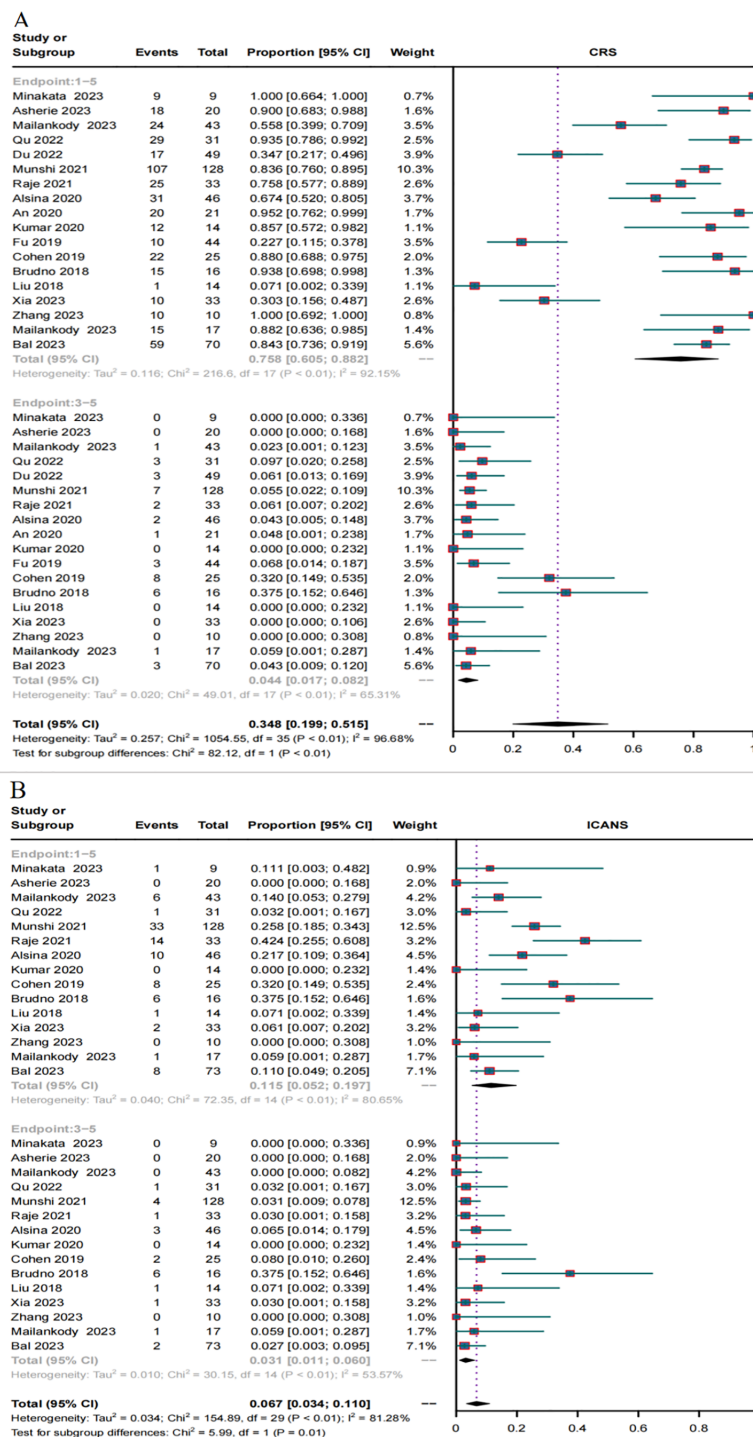 A
Study or
Subgroup Events Total Proportion [95% CI] Weight CRS
Endpoint:1-5
Minakata 2023 9 9 1.000 [0.664; 1.000] 0.7%
Asherie 2023 18 20 0.900 [0.683; 0.988] 1.6%
Mailankody 2023 24 43 0.558 [0.399; 0.709] 3.5%
Qu 2022 29 31 0.935 [0.786; 0.992] 2.5%
Du 2022 17 49 0.347 [0.217; 0.496] 3.9%
Munshi 2021 107 128 0.836 [0.760; 0.895] 10.3%
Raje 2021 25 33 0.758 [0.577; 0.889] 2.6%
Alsina 2020 31 46 0.674 [0.520; 0.805] 3.7%
An 2020 20 21 0.952 [0.762; 0.999] 1.7%
Kumar 2020 12 14 0.857 [0.572; 0.982] 1.1%
Fu 2019 10 44 0.227 [0.115; 0.378] 3.5%
Cohen 2019 22 25 0.880 [0.688; 0.975] 2.0%
Brudno 2018 15 16 0.938 [0.698; 0.998] 1.3%
Liu 2018 1 14 0.071 [0.002; 0.339] 1.1%
Xia 2023 10 33 0.303 [0.156; 0.487] 2.6%
Zhang 2023 10 10 1.000 [0.692; 1.000] 0.8%
Mailankody 2023 15 17 0.882 [0.636; 0.985] 1.4%
Bal 2023 59 70 0.843 [0.736; 0.919] 5.6%
Total (95% CI) 0.758 [0.605; 0.882] --
Heterogeneity: Tau² = 0.116; Chi² = 216.6, df = 17 (P < 0.01); I² = 92.15%
Endpoint:3-5
Minakata 2023 0 9 0.000 [0.000; 0.336] 0.7%
Asherie 2023 0 20 0.000 [0.000; 0.168] 1.6%
Mailankody 2023 1 43 0.023 [0.001; 0.123] 3.5%
Qu 2022 3 31 0.097 [0.020; 0.258] 2.5%
Du 2022 3 49 0.061 [0.013; 0.169] 3.9%
Munshi 2021 7 128 0.055 [0.022; 0.109] 10.3%
Raje 2021 2 33 0.061 [0.007; 0.202] 2.6%
Alsina 2020 2 46 0.043 [0.005; 0.148] 3.7%
An 2020 1 21 0.048 [0.001; 0.238] 1.7%
Kumar 2020 0 14 0.000 [0.000; 0.232] 1.1%
Fu 2019 3 44 0.068 [0.014; 0.187] 3.5%
Cohen 2019 8 25 0.320 [0.149; 0.535] 2.0%
Brudno 2018 6 16 0.375 [0.152; 0.646] 1.3%
Liu 2018 0 14 0.000 [0.000; 0.232] 1.1%
Xia 2023 0 33 0.000 [0.000; 0.106] 2.6%
Zhang 2023 0 10 0.000 [0.000; 0.308] 0.8%
Mailankody 2023 1 17 0.059 [0.001; 0.287] 1.4%
Bal 2023 3 70 0.043 [0.009; 0.120] 5.6%
Total (95% CI) 0.044 [0.017; 0.082] --
Heterogeneity: Tau² = 0.020; Chi² = 49.01, df = 17 (P < 0.01); I² = 65.31%
Total (95% CI) 0.348 [0.199; 0.515] --
Heterogeneity: Tau² = 0.257; Chi² = 1054.55, df = 35 (P < 0.01); I² = 96.68%
Test for subgroup differences: Chi² = 82.12, df = 1 (P < 0.01)
0 0.2 0.4 0.6 0.8 1
B
Study or
Subgroup Events Total Proportion [95% CI] Weight ICANS
Endpoint:1-5
Minakata 2023 1 9 0.111 [0.003; 0.482] 0.9%
Asherie 2023 0 20 0.000 [0.000; 0.168] 2.0%
Mailankody 2023 6 43 0.140 [0.053; 0.279] 4.2%
Qu 2022 1 31 0.032 [0.001; 0.167] 3.0%
Munshi 2021 33 128 0.258 [0.185; 0.343] 12.5%
Raje 2021 14 33 0.424 [0.255; 0.608] 3.2%
Alsina 2020 10 46 0.217 [0.109; 0.364] 4.5%
Kumar 2020 0 14 0.000 [0.000; 0.232] 1.4%
Cohen 2019 8 25 0.320 [0.149; 0.535] 2.4%
Brudno 2018 6 16 0.375 [0.152; 0.646] 1.6%
Liu 2018 1 14 0.071 [0.002; 0.339] 1.4%
Xia 2023 2 33 0.061 [0.007; 0.202] 3.2%
Zhang 2023 0 10 0.000 [0.000; 0.308] 1.0%
Mailankody 2023 1 17 0.059 [0.001; 0.287] 1.7%
Bal 2023 8 73 0.110 [0.049; 0.205] 7.1%
Total (95% CI) 0.115 [0.052; 0.197] --
Heterogeneity: Tau² = 0.040; Chi² = 72.35, df = 14 (P < 0.01); I² = 80.65%
Endpoint:3-5
Minakata 2023 0 9 0.000 [0.000; 0.336] 0.9%
Asherie 2023 0 20 0.000 [0.000; 0.168] 2.0%
Mailankody 2023 0 43 0.000 [0.000; 0.082] 4.2%
Qu 2022 1 31 0.032 [0.001; 0.167] 3.0%
Munshi 2021 4 128 0.031 [0.009; 0.078] 12.5%
Raje 2021 1 33 0.030 [0.001; 0.158] 3.2%
Alsina 2020 3 46 0.065 [0.014; 0.179] 4.5%
Kumar 2020 0 14 0.000 [0.000; 0.232] 1.4%
Cohen 2019 2 25 0.080 [0.010; 0.260] 2.4%
Brudno 2018 6 16 0.375 [0.152; 0.646] 1.6%
Liu 2018 1 14 0.071 [0.002; 0.339] 1.4%
Xia 2023 1 33 0.030 [0.001; 0.158] 3.2%
Zhang 2023 0 10 0.000 [0.000; 0.308] 1.0%
Mailankody 2023 1 17 0.059 [0.001; 0.287] 1.7%
Bal 2023 2 73 0.027 [0.003; 0.095] 7.1%
Total (95% CI) 0.031 [0.011; 0.060] --
Heterogeneity: Tau² = 0.010; Chi² = 30.15, df = 14 (P < 0.01); I² = 53.57%
Total (95% CI) 0.067 [0.034; 0.110] --
Heterogeneity: Tau² = 0.034; Chi² = 154.89, df = 29 (P < 0.01); I² = 81.28%
Test for subgroup differences: Chi² = 5.99, df = 1 (P = 0.01)
0 0.2 0.4 0.6 0.8